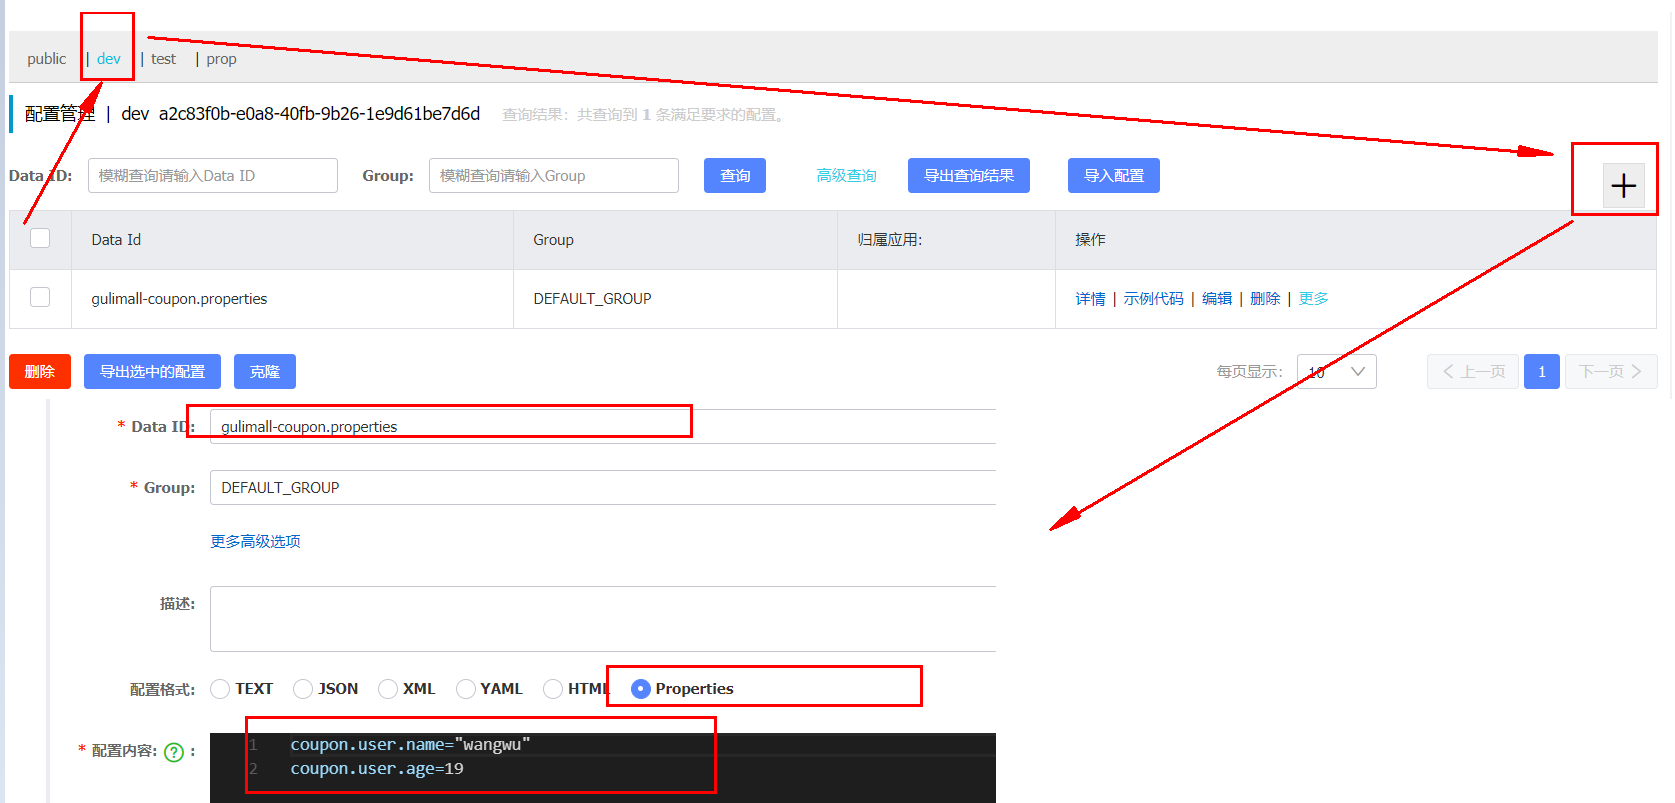 public | dev | test | prop
配置管理 | dev a2c83f0b-e0a8-40fb-9b26-1e9d61be7d6d 查询结果：共查询到 1 条满足要求的配置。
Data ID: 模糊查询请输入Data ID Group: 模糊查询请输入Group 查询 高级查询 导出查询结果 导入配置 +
Data Id Group 归属应用: 操作
gulimall-coupon.properties DEFAULT_GROUP 详情 | 示例代码 | 编辑 | 删除 | 更多
删除 导出选中的配置 克隆 每页显示: 10 上一页 1 下一页
* Data ID: gulimall-coupon.properties
* Group: DEFAULT_GROUP
更多高级选项
描述:
配置格式: TEXT JSON XML YAML HTML Properties
* 配置内容: ? :
1 coupon.user.name="wangwu"
2 coupon.user.age=19